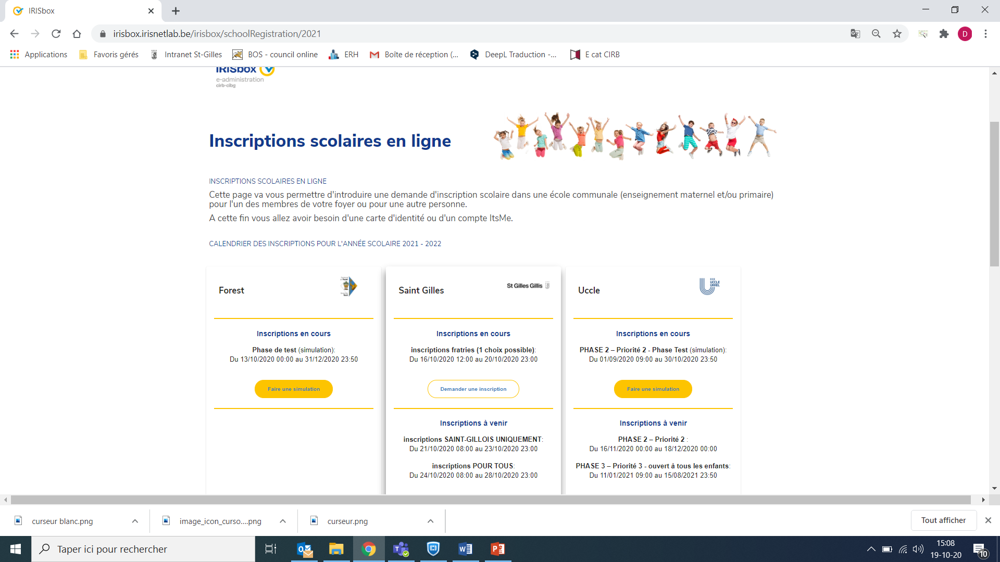 IRISbox
irisbox.irisnetlab.be/irisbox/schoolRegistration/2021
D
Applications
Favoris gérés
Intranet St-Gilles
BOS - council online
ERH
Boîte de réception (...
DeepL Traduction -...
E cat CIRB
IRISbox
e-administration
cirb-cibg
Inscriptions scolaires en ligne
INSCRIPTIONS SCOLAIRES EN LIGNE
Cette page va vous permettre d'introduire une demande d'inscription scolaire dans une école communale (enseignement maternel et/ou primaire)
pour l'un des membres de votre foyer ou pour une autre personne.
A cette fin vous allez avoir besoin d'une carte d'identité ou d'un compte ItsMe.
CALENDRIER DES INSCRIPTIONS POUR L'ANNÉE SCOLAIRE 2021 - 2022
Forest
Inscriptions en cours
Phase de test (simulation):
Du 13/10/2020 00:00 au 31/12/2020 23:50
Faire une simulation
Saint Gilles
St Gilles Gillis
Inscriptions en cours
inscriptions fratries (1 choix possible):
Du 16/10/2020 12:00 au 20/10/2020 23:00
Demander une inscription
Inscriptions à venir
inscriptions SAINT-GILLOIS UNIQUEMENT:
Du 21/10/2020 08:00 au 23/10/2020 23:00
inscriptions POUR TOUS:
Du 24/10/2020 08:00 au 28/10/2020 23:00
Uccle
UCCLE
UKKEL
Inscriptions en cours
PHASE 2 – Priorité 2 - Phase Test (simulation):
Du 01/09/2020 09:00 au 30/10/2020 23:50
Faire une simulation
Inscriptions à venir
PHASE 2 – Priorité 2 :
Du 16/11/2020 00:00 au 18/12/2020 00:00
PHASE 3 – Priorité 3 - ouvert à tous les enfants:
Du 11/01/2021 09:00 au 15/08/2021 23:50
curseur blanc.png
image_icon_curso....png
curseur.png
Tout afficher
Taper ici pour rechercher
15:08
19-10-20
10